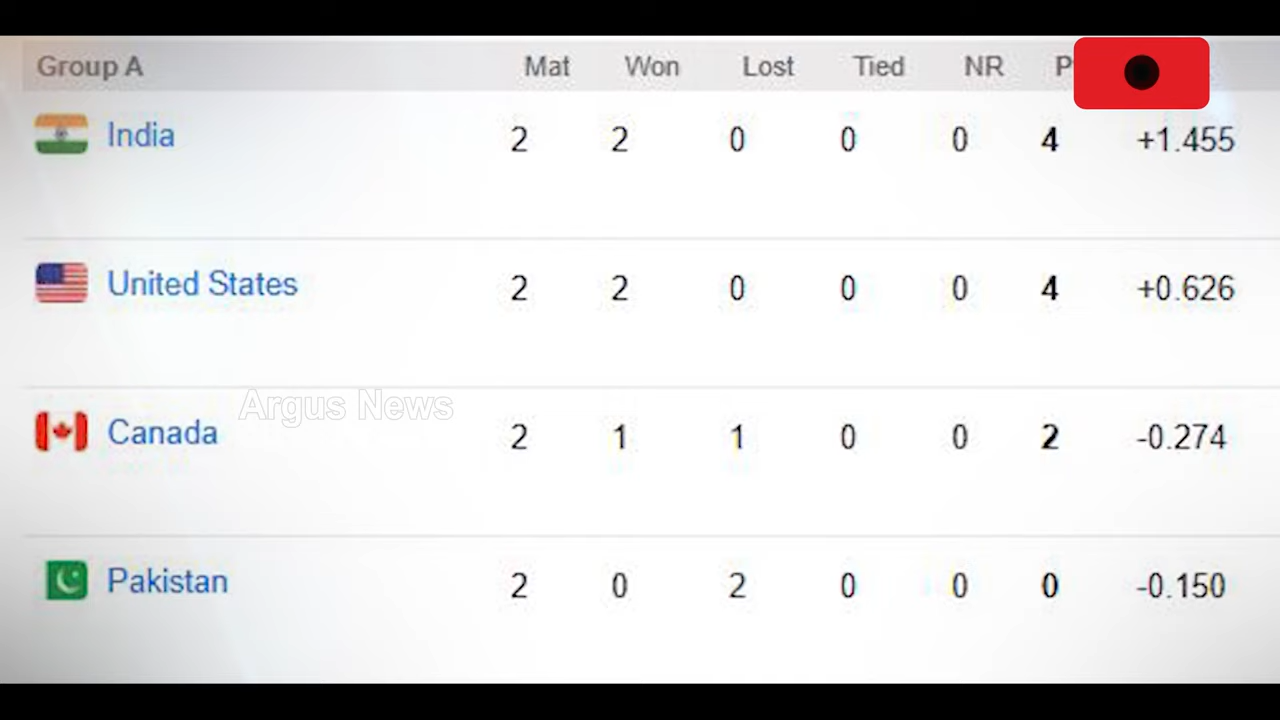 Group A Mat Won Lost Tied NR P
India 2 2 0 0 0 4 +1.455
United States 2 2 0 0 0 4 +0.626
Argus News
Canada 2 1 1 0 0 2 -0.274
Pakistan 2 0 2 0 0 0 -0.150